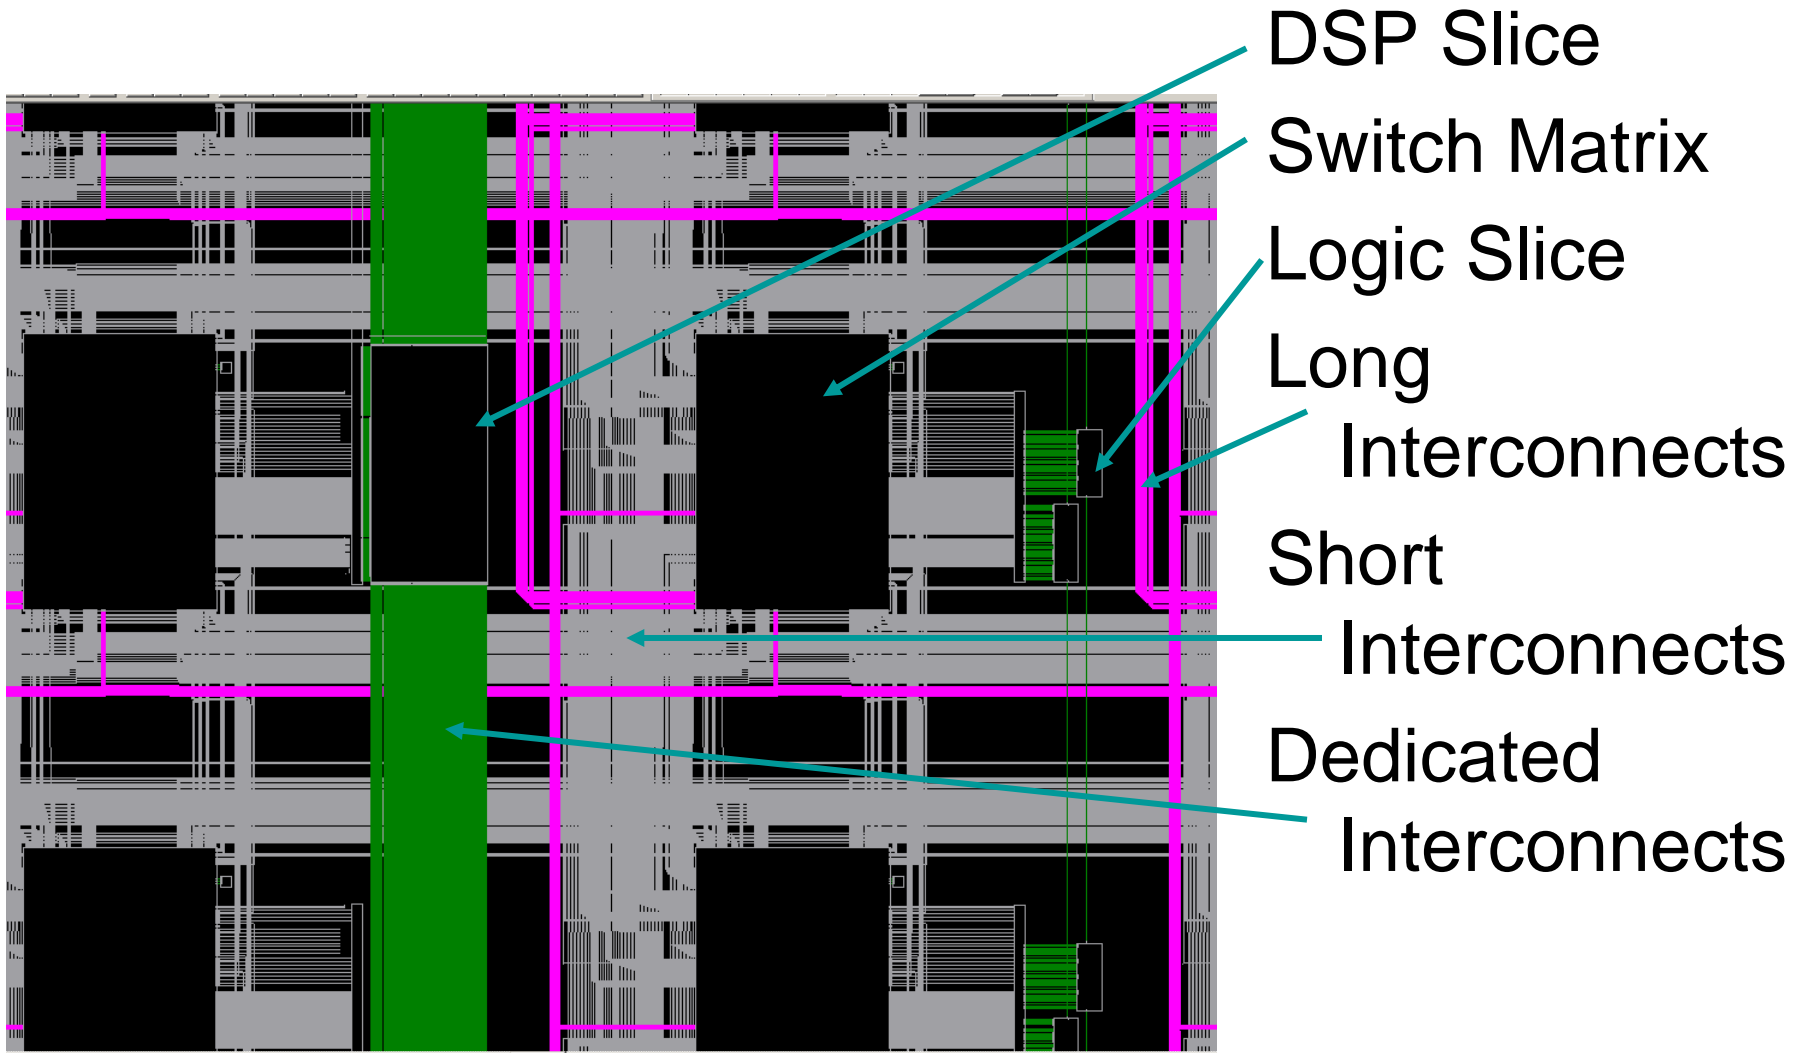 DSP Slice
Switch Matrix
Logic Slice
Long
Interconnects
Short
Interconnects
Dedicated
Interconnects